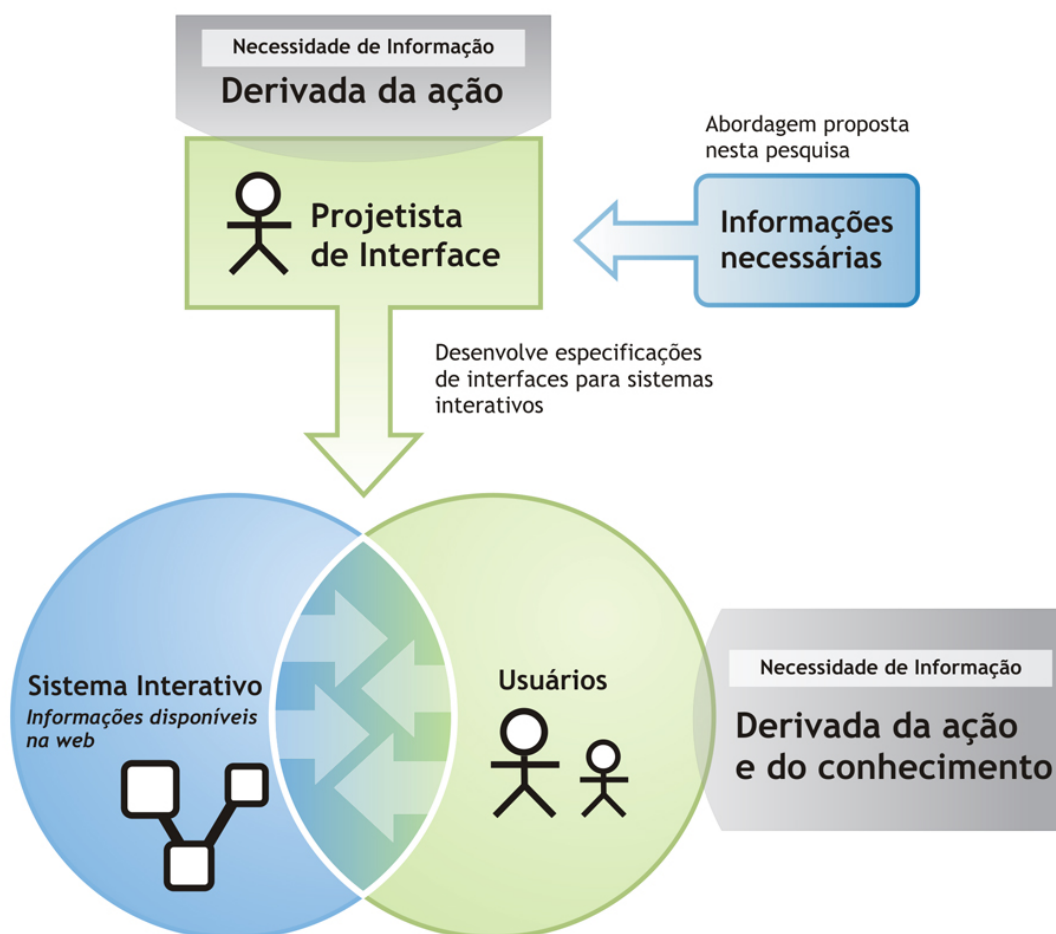 Necessidade de Informação
Derivada da ação
Abordagem proposta
nesta pesquisa
Projetista
de Interface
Informações
necessárias
Desenvolve especificações
de interfaces para sistemas
interativos
Sistema Interativo
Informações disponíveis
na web
Usuários
Necessidade de Informação
Derivada da ação
e do conhecimento